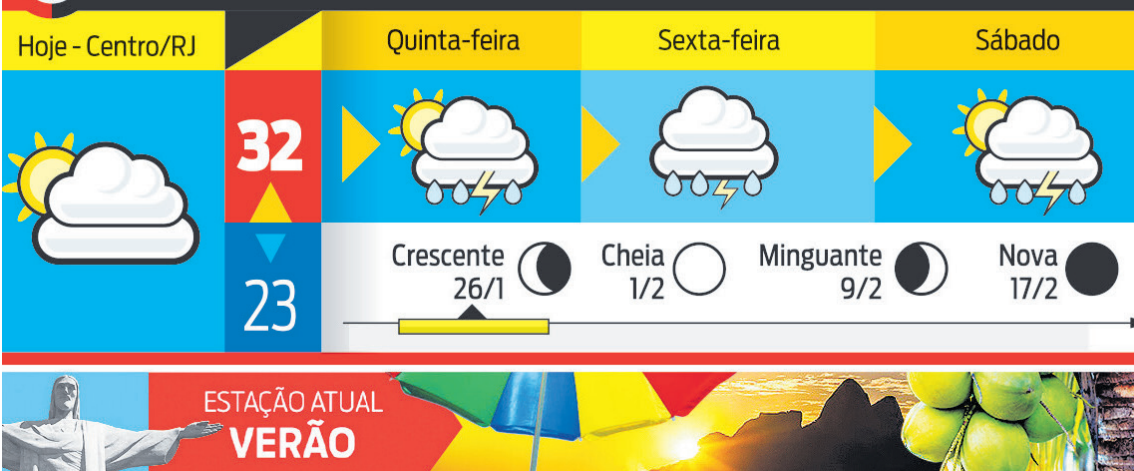 Hoje - Centro/RJ
Quinta-feira
Sexta-feira
Sábado
32
23
Crescente
26/1
Cheia
1/2
Minguante
9/2
Nova
17/2
ESTAÇÃO ATUAL
VERÃO